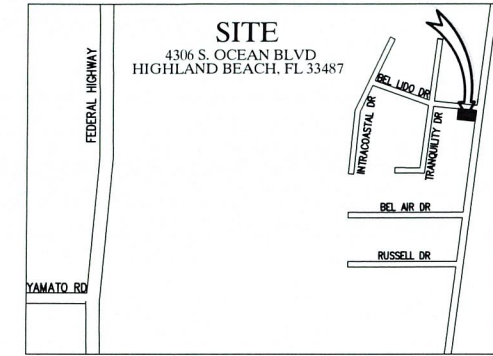 SITE
4306 S. OCEAN BLVD
HIGHLAND BEACH, FL 33487
FEDERAL HIGHWAY
BEL LIDO DR
INTRACOASTAL DR
TRANQUILITY DR
BEL AIR DR
RUSSELL DR
YAMATO RD